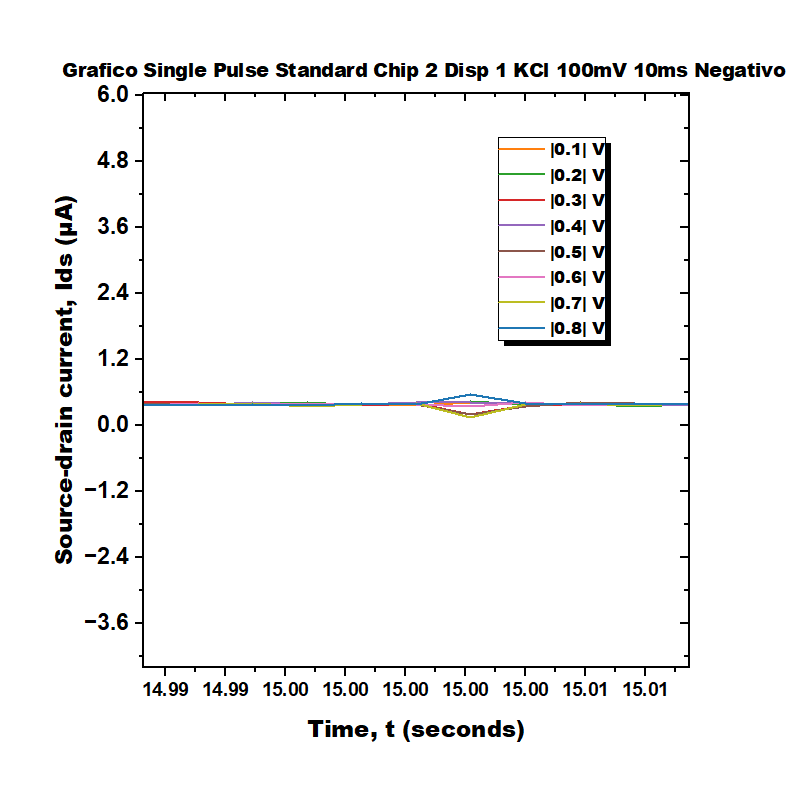 Grafico Single Pulse Standard Chip 2 Disp 1 KCl 100mV 10ms Negativo
6.0
4.8
3.6
2.4
1.2
0.0
−1.2
−2.4
−3.6
Source-drain current, Ids (µA)
|0.1| V
|0.2| V
|0.3| V
|0.4| V
|0.5| V
|0.6| V
|0.7| V
|0.8| V
14.99 14.99 15.00 15.00 15.00 15.00 15.00 15.01 15.01
Time, t (seconds)